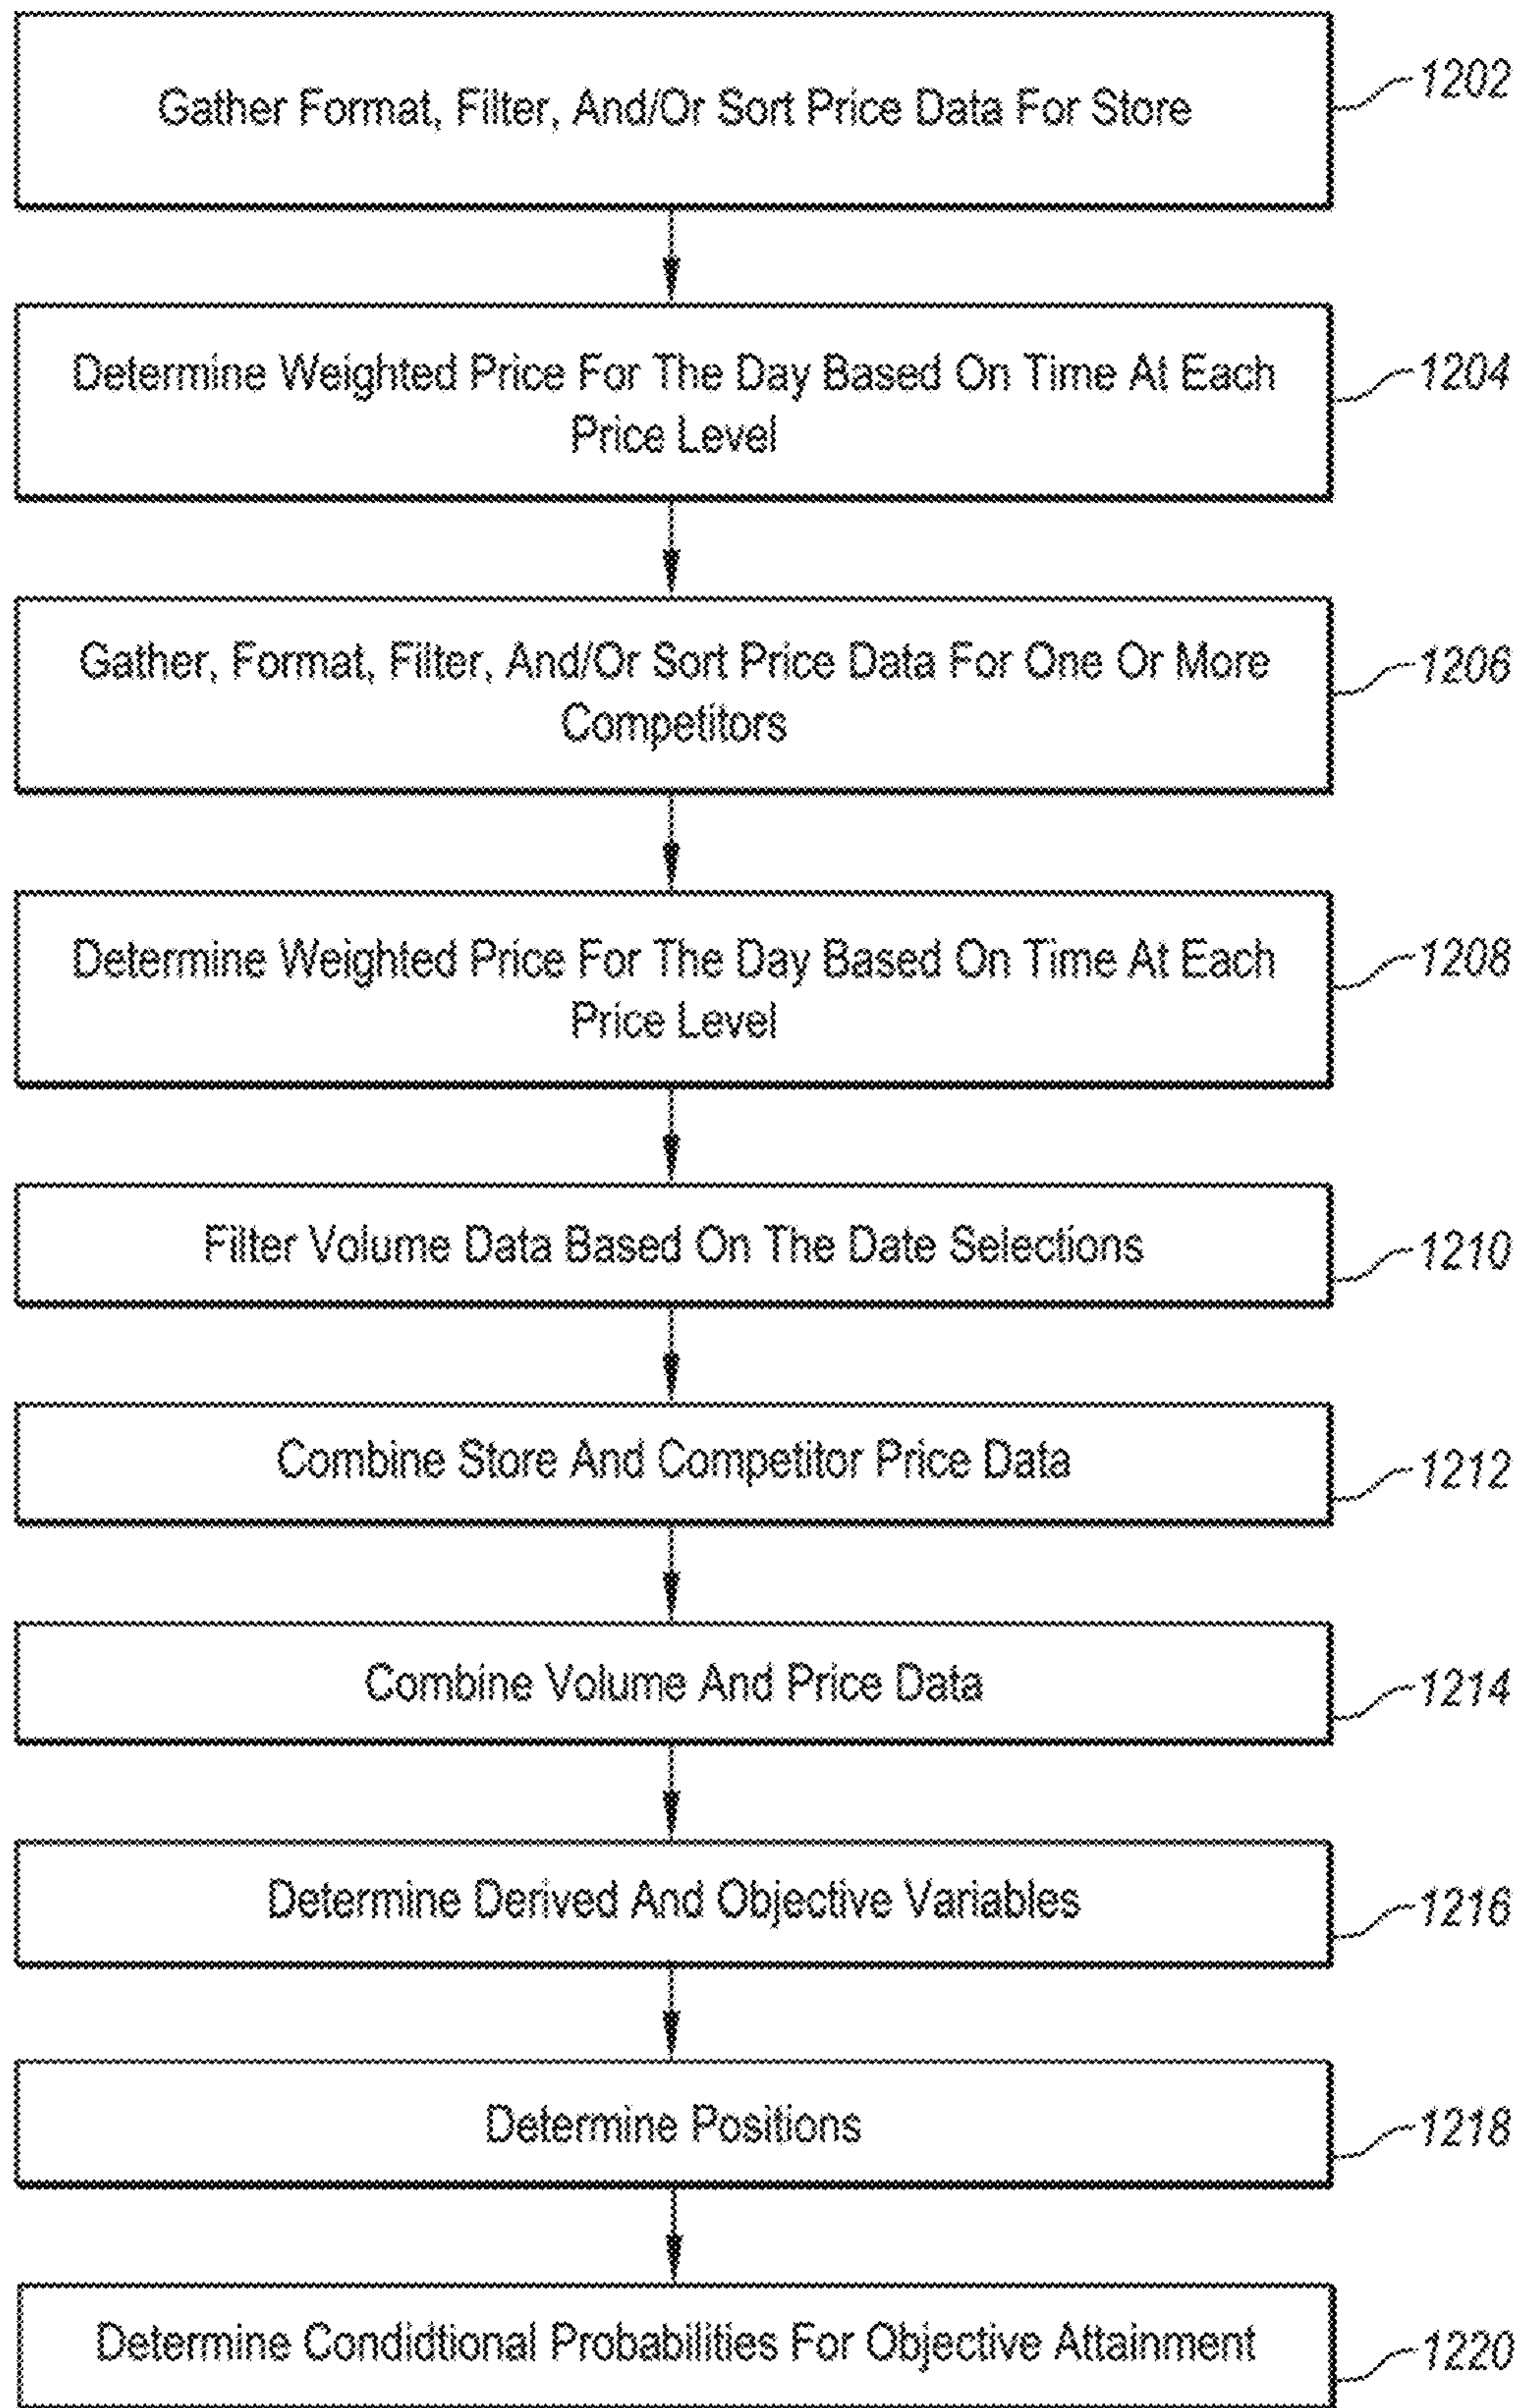 Gather Format, Filter, And/Or Sort Price Data For Store
1202
Determine Weighted Price For The Day Based On Time At Each
Price Level
1204
Gather, Format, Filter, And/Or Sort Price Data For One Or More
Competitors
1206
Determine Weighted Price For The Day Based On Time At Each
Price Level
1208
Filter Volume Data Based On The Date Selections
1210
Combine Store And Competitor Price Data
1212
Combine Volume And Price Data
1214
Determine Derived And Objective Variables
1216
Determine Positions
1218
Determine Condidtional Probabilities For Objective Attainment
1220